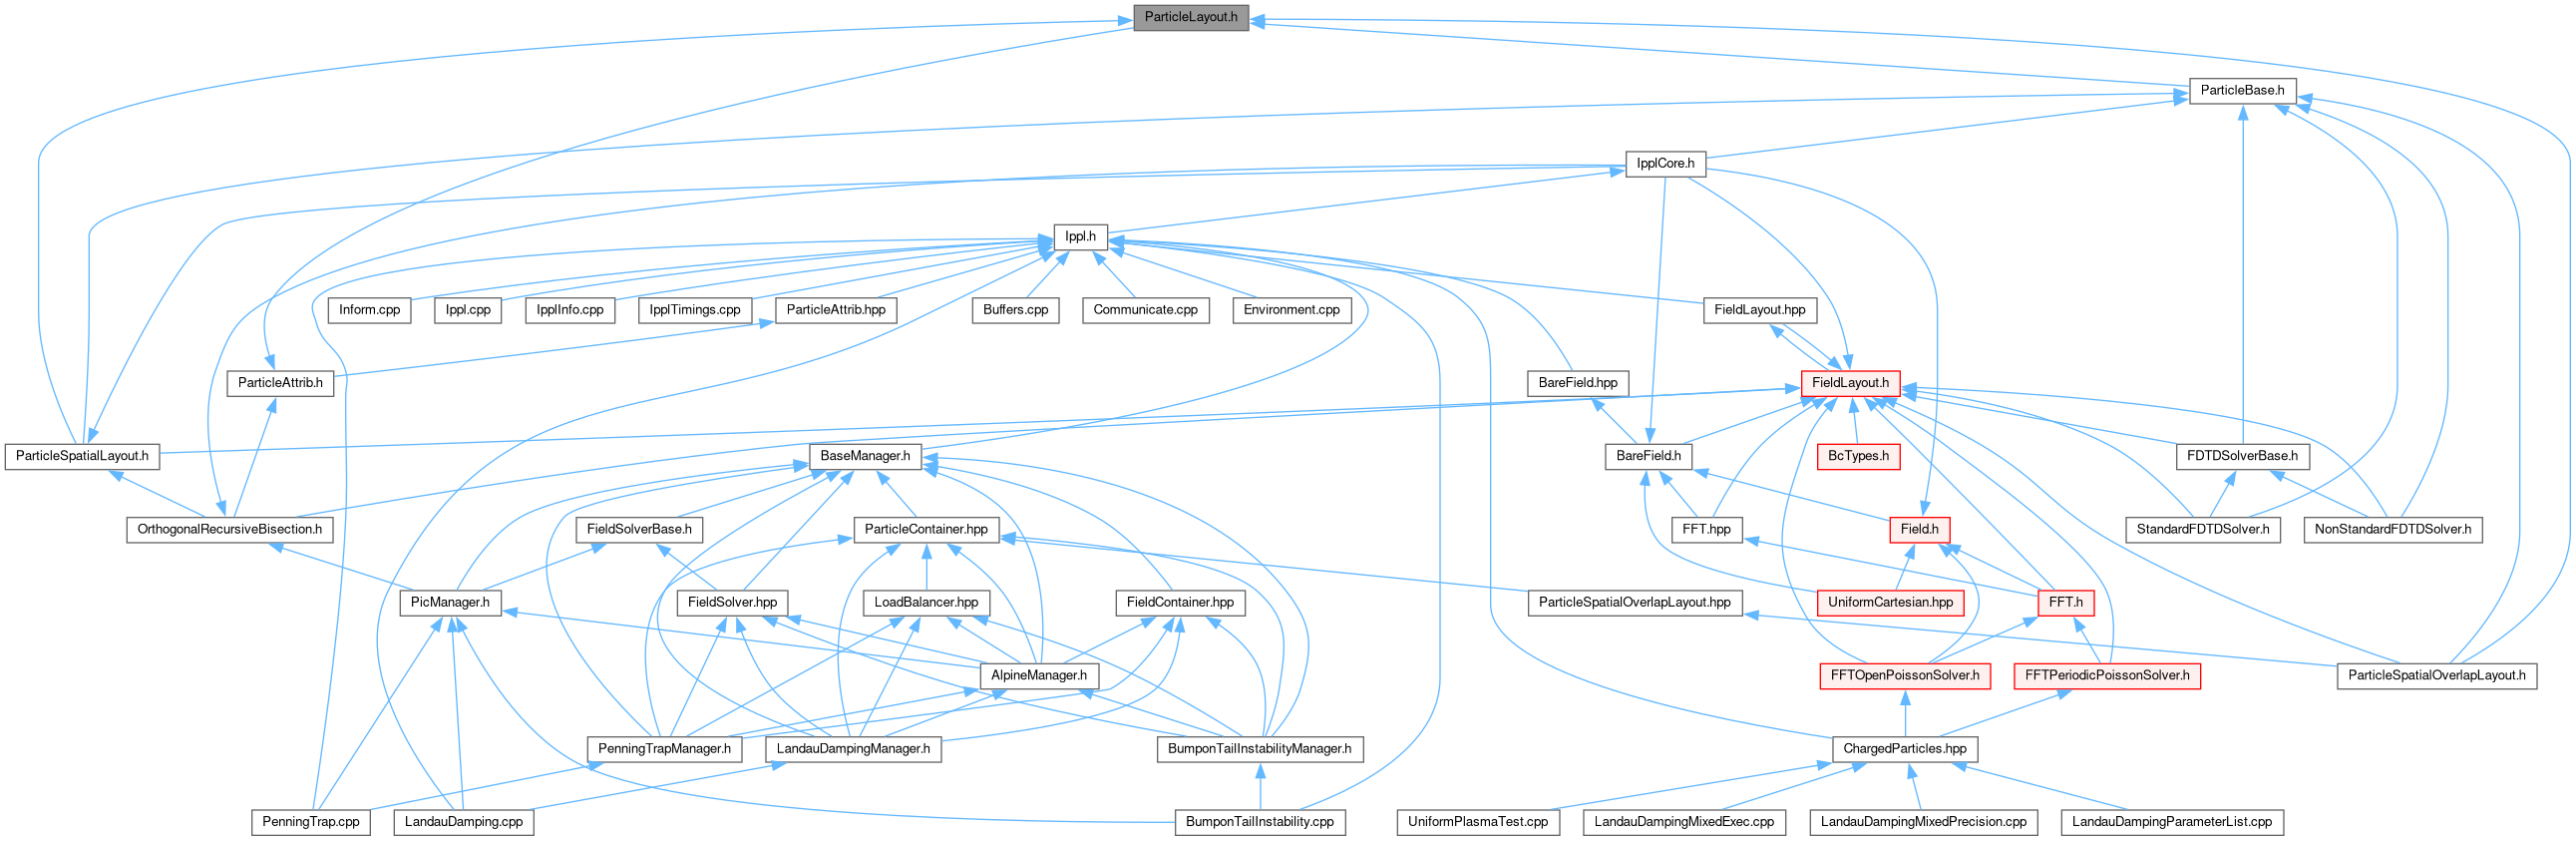 ParticleLayout.h
ParticleBase.h
IpplCore.h
Ippl.h
Inform.cpp
Ippl.cpp
IpplInfo.cpp
IpplTimings.cpp
ParticleAttrib.hpp
Buffers.cpp
Communicate.cpp
Environment.cpp
FieldLayout.hpp
ParticleAttrib.h
BareField.hpp
FieldLayout.h
ParticleSpatialLayout.h
BaseManager.h
BareField.h
BcTypes.h
FDTDSolverBase.h
OrthogonalRecursiveBisection.h
FieldSolverBase.h
ParticleContainer.hpp
FFT.hpp
Field.h
StandardFDTDSolver.h
NonStandardFDTDSolver.h
PicManager.h
FieldSolver.hpp
LoadBalancer.hpp
FieldContainer.hpp
ParticleSpatialOverlapLayout.hpp
UniformCartesian.hpp
FFT.h
AlpineManager.h
FFTOpenPoissonSolver.h
FFTPeriodicPoissonSolver.h
ParticleSpatialOverlapLayout.h
PenningTrapManager.h
LandauDampingManager.h
BumponTailInstabilityManager.h
ChargedParticles.hpp
PenningTrap.cpp
LandauDamping.cpp
BumponTailInstability.cpp
UniformPlasmaTest.cpp
LandauDampingMixedExec.cpp
LandauDampingMixedPrecision.cpp
LandauDampingParameterList.cpp